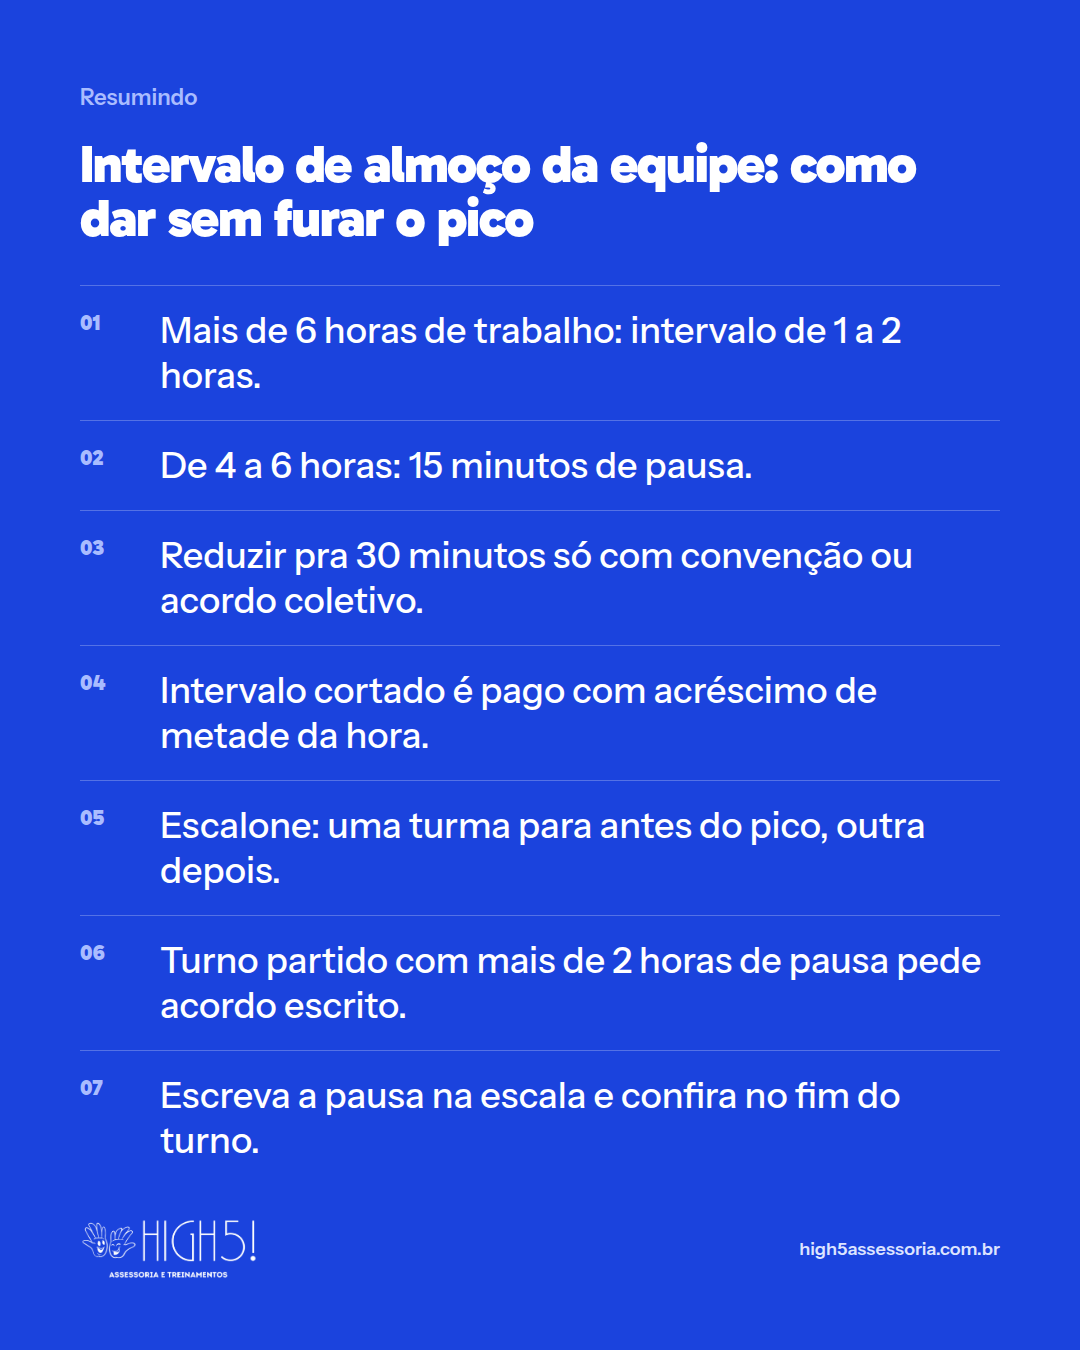 Resumindo
Intervalo de almoço da equipe: como
dar sem furar o pico
01
Mais de 6 horas de trabalho: intervalo de 1 a 2
horas.
02
De 4 a 6 horas: 15 minutos de pausa.
03
Reduzir pra 30 minutos só com convenção ou
acordo coletivo.
04
Intervalo cortado é pago com acréscimo de
metade da hora.
05
Escalone: uma turma para antes do pico, outra
depois.
06
Turno partido com mais de 2 horas de pausa pede
acordo escrito.
07
Escreva a pausa na escala e confira no fim do
turno.
HIGH5!
ASSESSORIA E TREINAMENTOS
high5assessoria.com.br